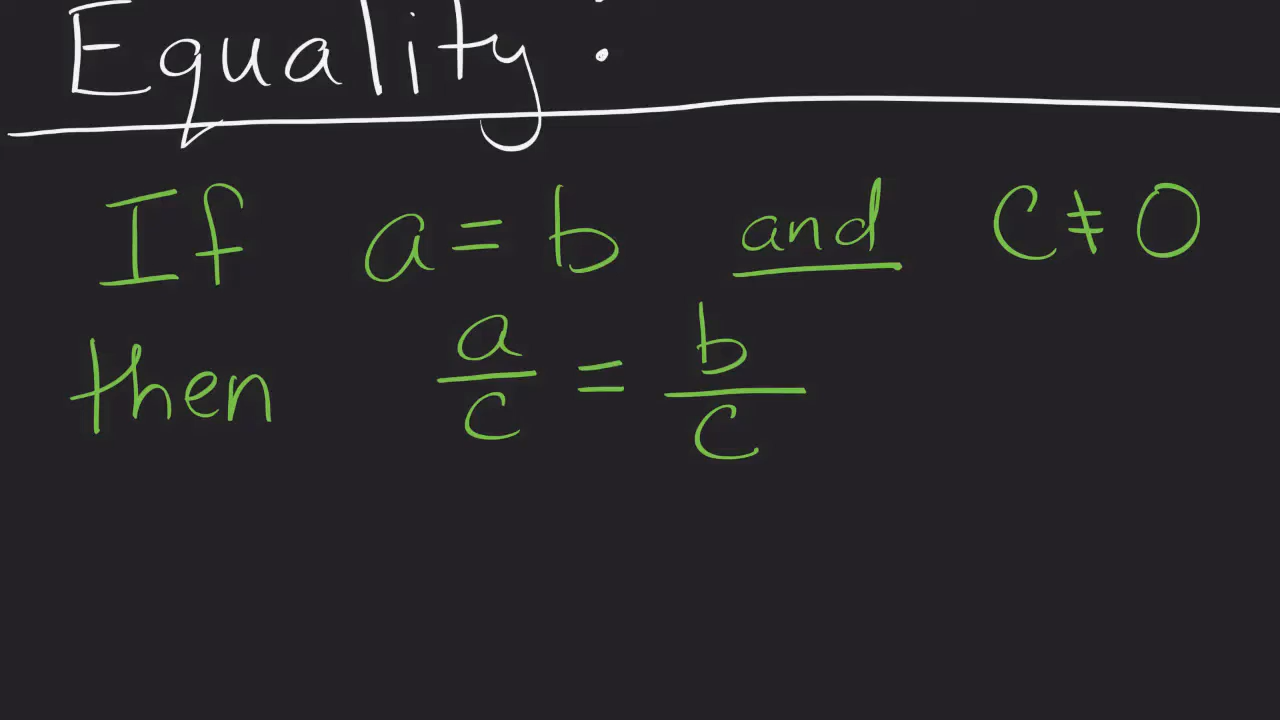 Equality:
If a = b and c ≠ 0
then a/c = b/c